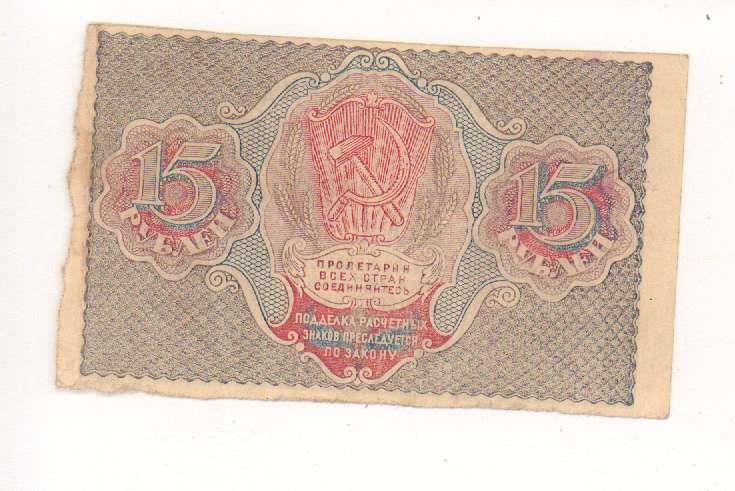 15
РУБЛЕЙ
ПРОЛЕТАРИИ
ВСЕХ СТРАН
СОЕДИНЯЙТЕСЬ
ПОДДЕЛКА РАСЧЕТНЫХ
ЗНАКОВ ПРЕСЛЕДУЕТСЯ
ПО ЗАКОНУ
15
РУБЛЕЙ